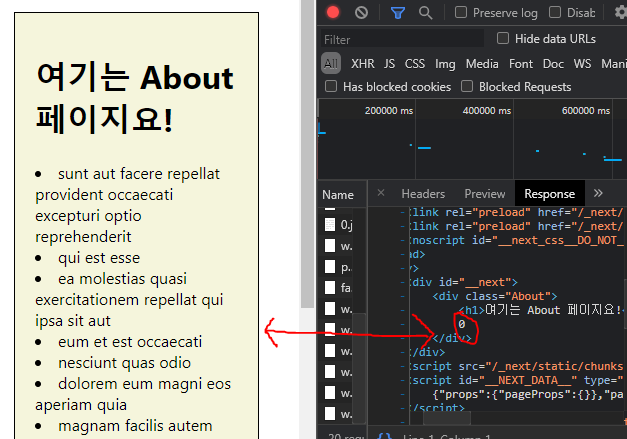 여기는 About
페이지요!
sunt aut facere repellat
provident occaecati
excepturi optio
reprehenderit
qui est esse
ea molestias quasi
exercitationem repellat qui
ipsa sit aut
eum et est occaecati
nesciunt quas odio
dolorem eum magni eos
aperiam quia
magnam facilis autem
Preserve log
Disab
Filter
Hide data URLs
All XHR JS CSS Img Media Font Doc WS Mani
Has blocked cookies Blocked Requests
200000 ms 400000 ms 600000 ms
Name × Headers Preview Response »
0.j
w.
p.
fa.
w.
w.
w.
w.
w.
w.
- <link rel="preload" href="/_next/
- <link rel="preload" href="/_next/
- <noscript id="__next_css__DO_NOT_
- ad>
- y>
- <div id="__next">
- <div class="About">
- <h1>여기는 About 페이지요!<
- 0
- </div>
- </div>
- <script src="/_next/static/chunks
- <script id="__NEXT_DATA__" type="
- {"props":{"pageProps":{}},"pa
- </script>
{} Line 1, Column 1